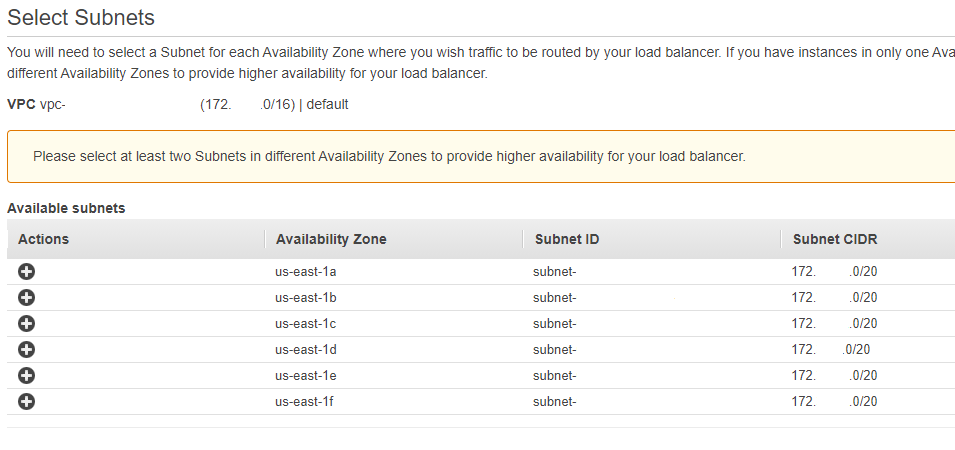 Select Subnets
You will need to select a Subnet for each Availability Zone where you wish traffic to be routed by your load balancer. If you have instances in only one Ava
different Availability Zones to provide higher availability for your load balancer.
VPC vpc- (172. .0/16) | default
Please select at least two Subnets in different Availability Zones to provide higher availability for your load balancer.
Available subnets
Actions Availability Zone Subnet ID Subnet CIDR
us-east-1a subnet- 172. .0/20
us-east-1b subnet- 172. .0/20
us-east-1c subnet- 172. .0/20
us-east-1d subnet- 172. .0/20
us-east-1e subnet- 172. .0/20
us-east-1f subnet- 172. .0/20